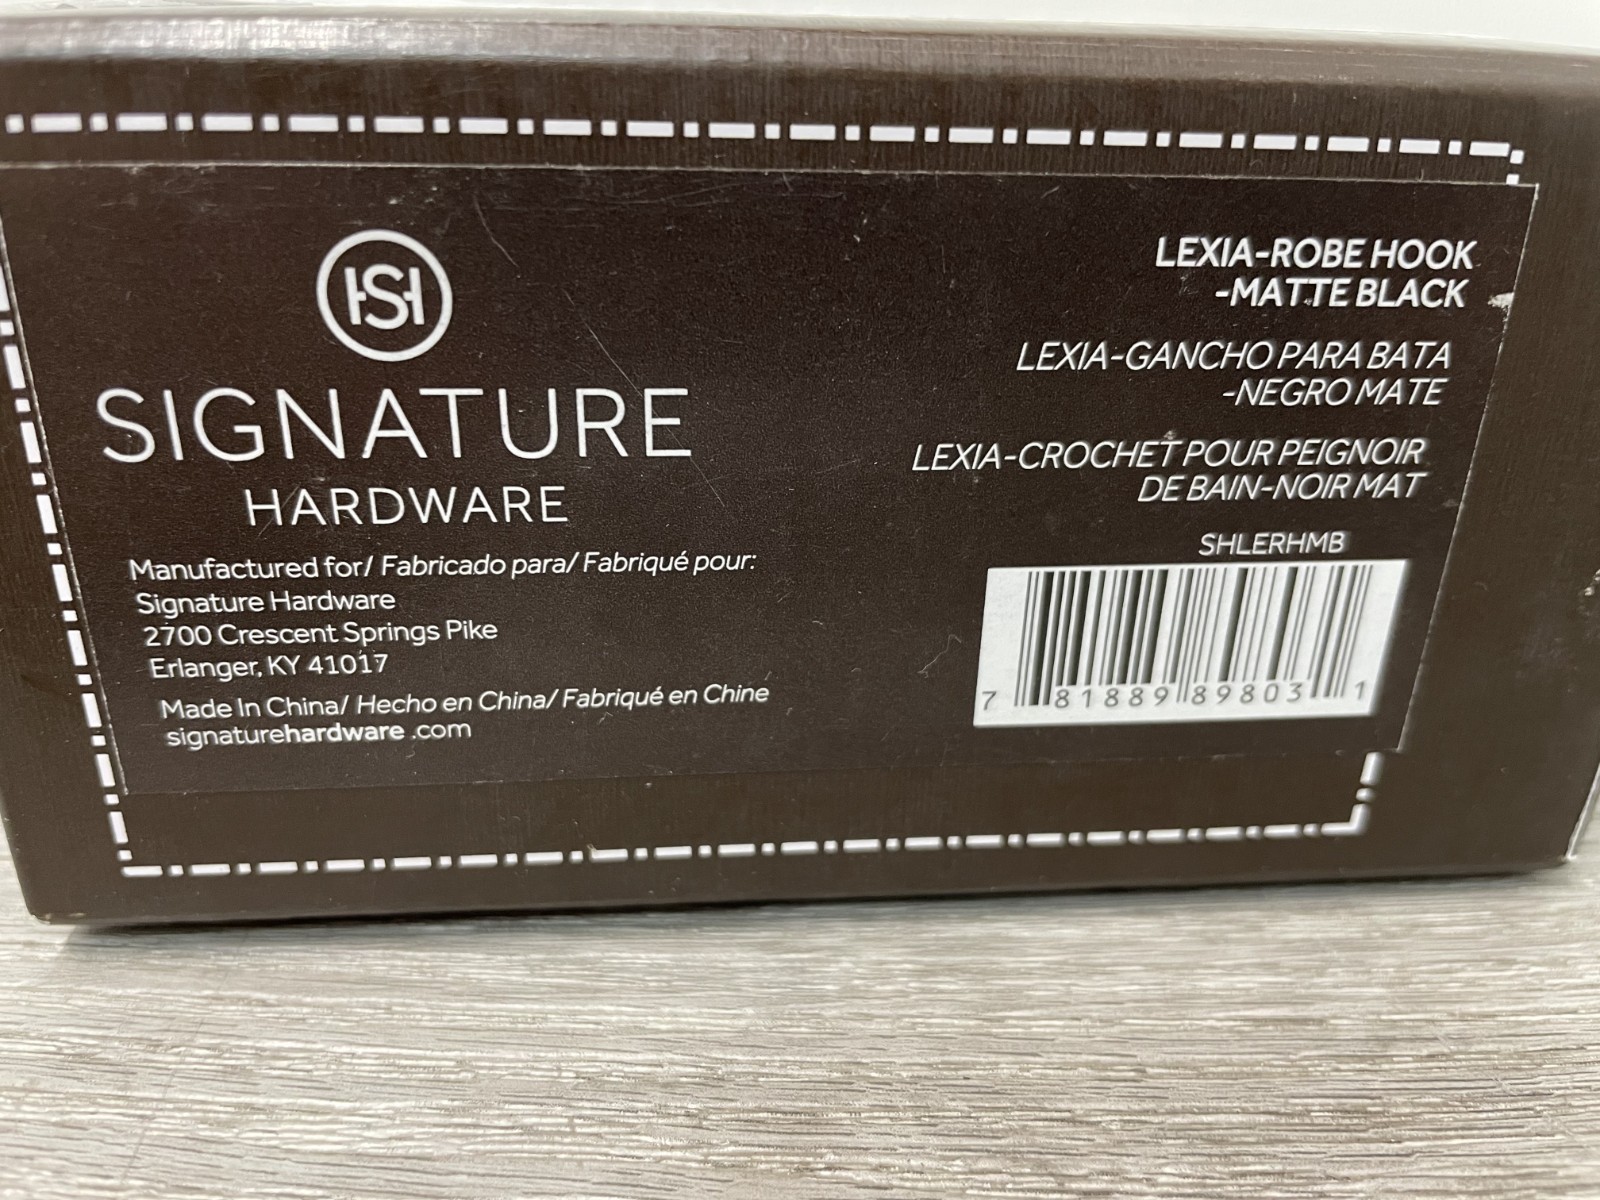 SH
SIGNATURE
HARDWARE
Manufactured for/ Fabricado para/ Fabriqué pour:
Signature Hardware
2700 Crescent Springs Pike
Erlanger, KY 41017
Made In China/ Hecho en China/ Fabriqué en Chine
signaturehardware .com
LEXIA-ROBE HOOK
-MATTE BLACK
LEXIA-GANCHO PARA BATA
-NEGRO MATE
LEXIA-CROCHET POUR PEIGNOIR
DE BAIN-NOIR MAT
SHLERHMB
7 81889 89803 1